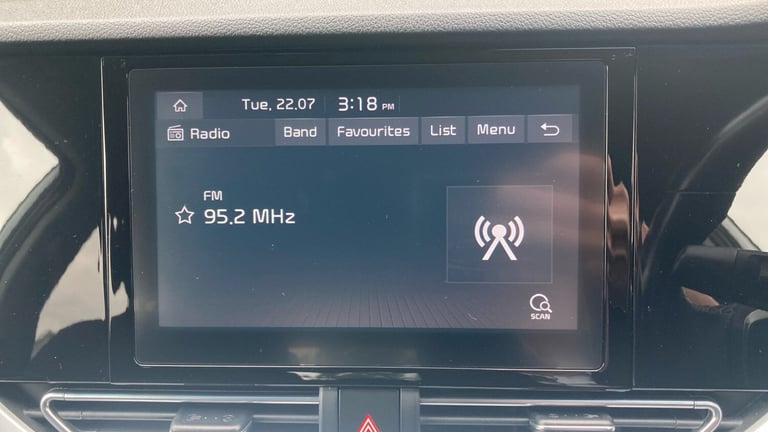 Tue, 22.07 3:18 PM
Radio Band Favourites List Menu
FM
95.2 MHz
SCAN